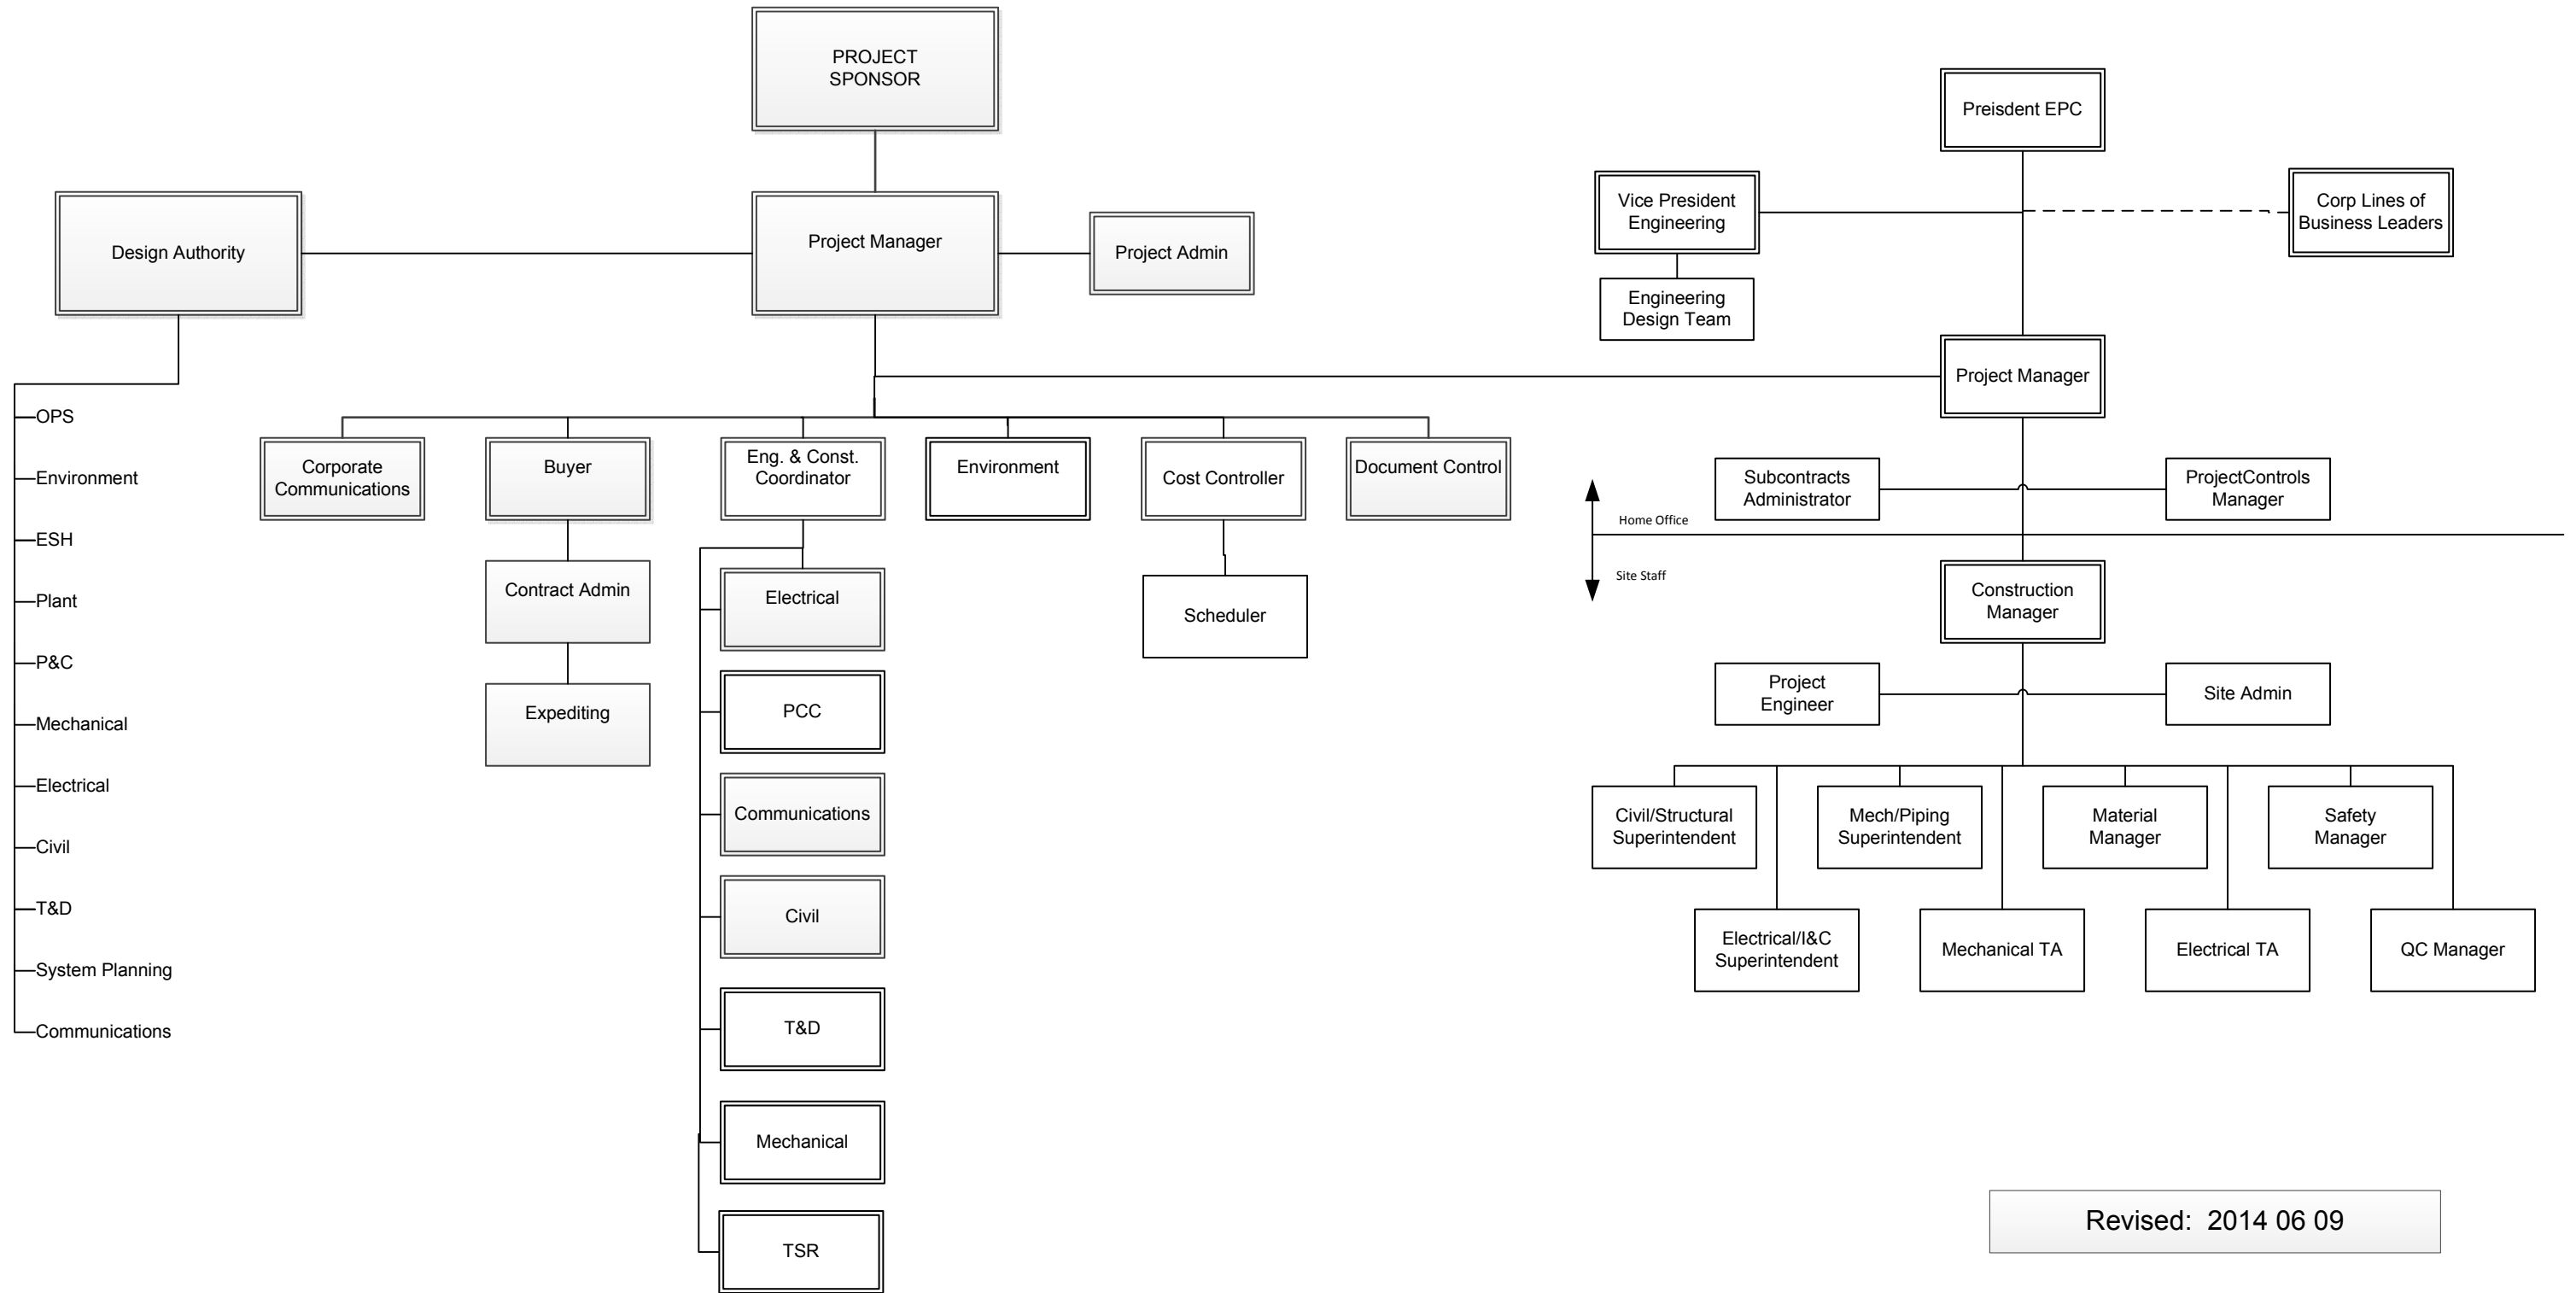 PROJECT
SPONSOR
Design Authority
Project Manager
Project Admin
OPS
Environment
ESH
Plant
P&C
Mechanical
Electrical
Civil
T&D
System Planning
Communications
Corporate
Communications
Buyer
Contract Admin
Expediting
Eng. & Const.
Coordinator
Electrical
PCC
Communications
Civil
T&D
Mechanical
TSR
Environment
Cost Controller
Scheduler
Document Control
Preisdent EPC
Vice President
Engineering
Corp Lines of
Business Leaders
Engineering
Design Team
Project Manager
Subcontracts
Administrator
ProjectControls
Manager
Home Office
Site Staff
Construction
Manager
Project
Engineer
Site Admin
Civil/Structural
Superintendent
Mech/Piping
Superintendent
Material
Manager
Safety
Manager
Electrical/I&C
Superintendent
Mechanical TA
Electrical TA
QC Manager
Revised:  2014 06 09